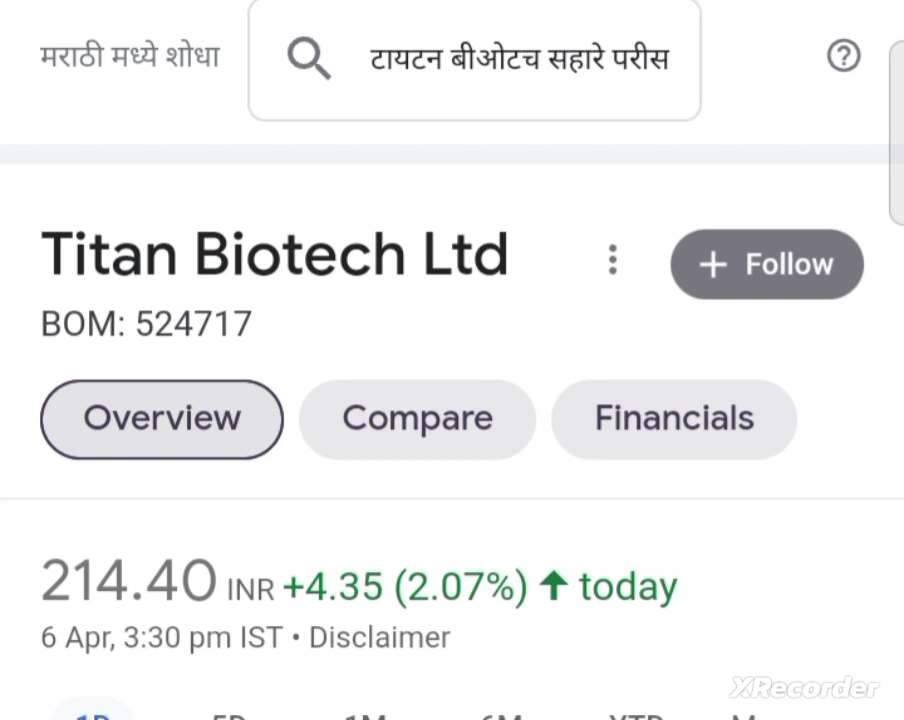 मराठी मध्ये शोधा
टायटन बीओटच सहारे परीस
Titan Biotech Ltd
+ Follow
BOM: 524717
Overview
Compare
Financials
214.40 INR +4.35 (2.07%) ↑ today
6 Apr, 3:30 pm IST • Disclaimer
XRecorder